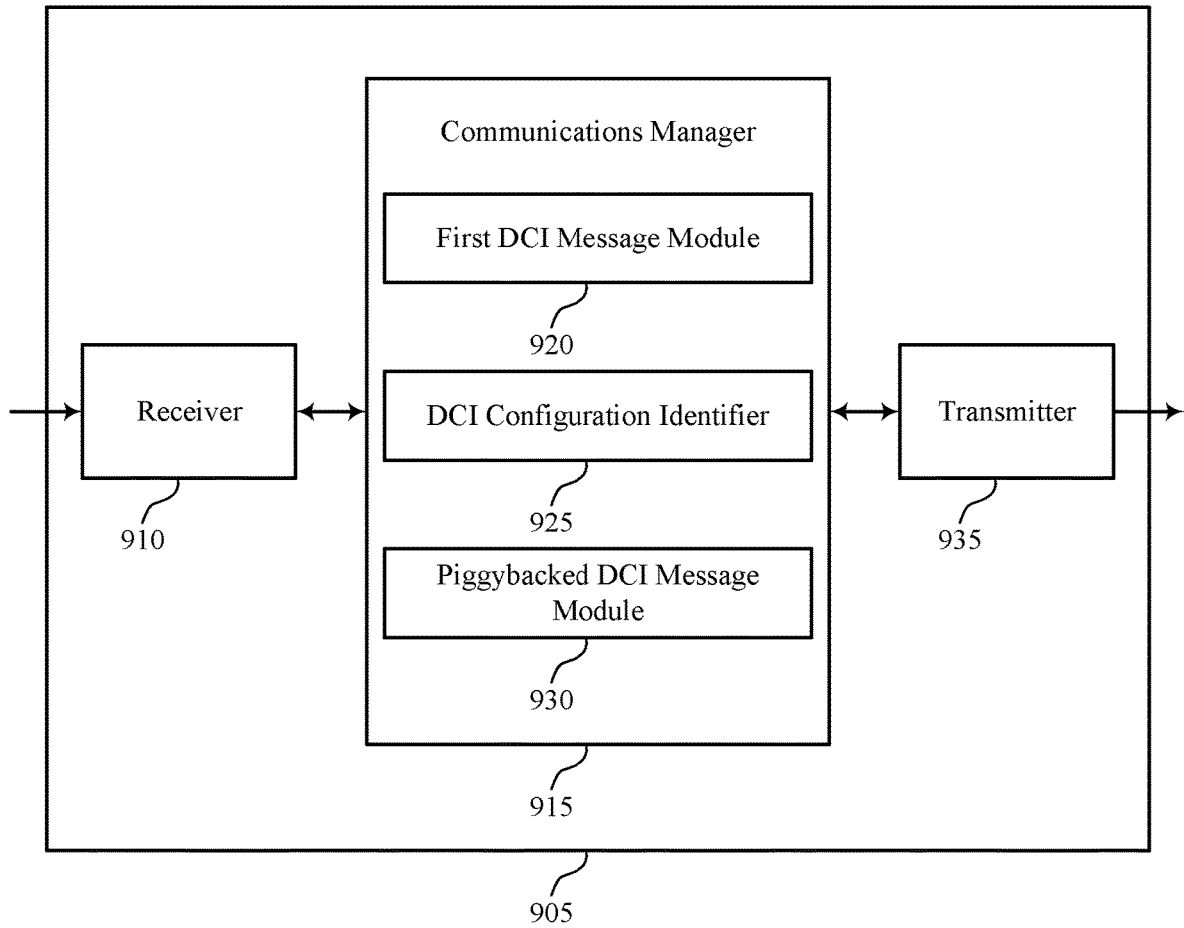 Communications Manager
First DCI Message Module
920
Receiver
910
DCI Configuration Identifier
925
Transmitter
935
Piggybacked DCI Message
Module
930
915
905